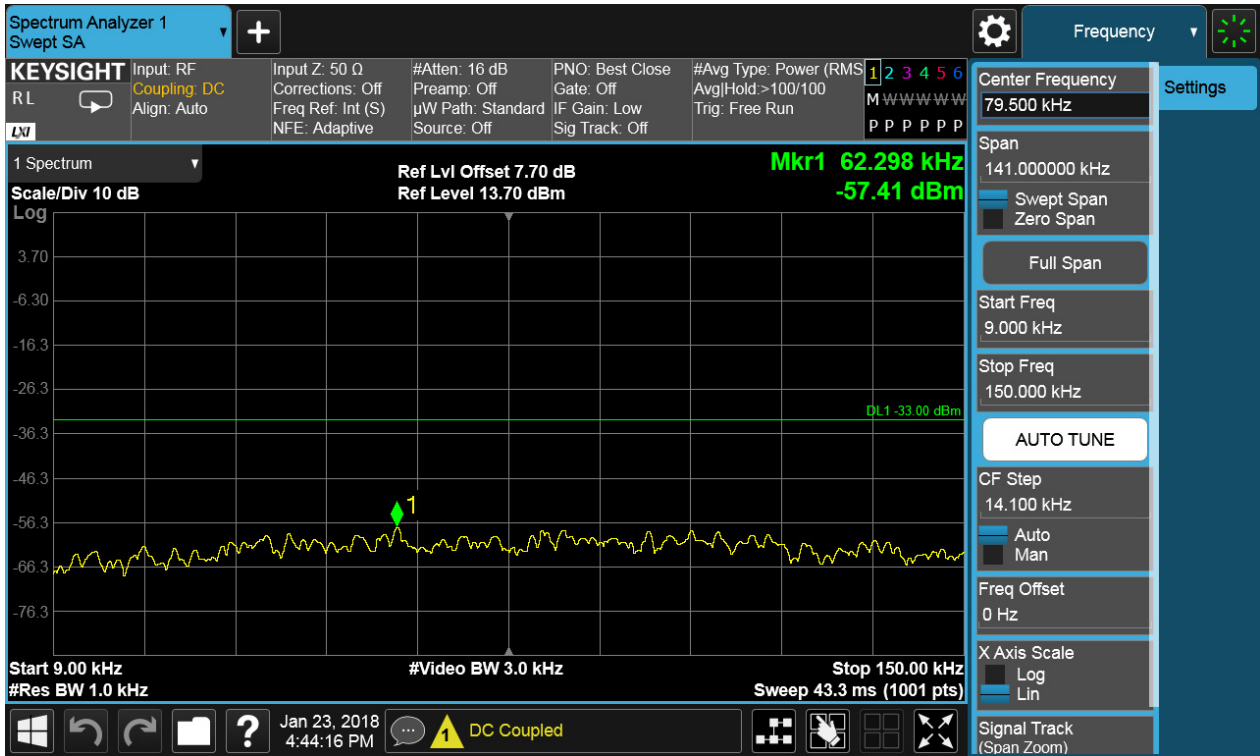 Spectrum Analyzer 1
Swept SA
+
Frequency
KEYSIGHT
R L
LXI
Input: RF
Coupling: DC
Align: Auto
Input Z: 50 Ω
Corrections: Off
Freq Ref: Int (S)
NFE: Adaptive
#Atten: 16 dB
Preamp: Off
µW Path: Standard
Source: Off
PNO: Best Close
Gate: Off
IF Gain: Low
Sig Track: Off
#Avg Type: Power (RMS
Avg|Hold:>100/100
Trig: Free Run
1 2 3 4 5 6
M W W W W W
P P P P P P
1 Spectrum
Scale/Div 10 dB
Log
Ref Lvl Offset 7.70 dB
Ref Level 13.70 dBm
Mkr1 62.298 kHz
-57.41 dBm
3.70
-6.30
-16.3
-26.3
-36.3
-46.3
-56.3
-66.3
-76.3
DL1 -33.00 dBm
1
Start 9.00 kHz
#Res BW 1.0 kHz
#Video BW 3.0 kHz
Stop 150.00 kHz
Sweep 43.3 ms (1001 pts)
Center Frequency
79.500 kHz
Span
141.000000 kHz
Swept Span
Zero Span
Full Span
Start Freq
9.000 kHz
Stop Freq
150.000 kHz
AUTO TUNE
CF Step
14.100 kHz
Auto
Man
Freq Offset
0 Hz
X Axis Scale
Log
Lin
Signal Track
(Span Zoom)
Settings
?
Jan 23, 2018
4:44:16 PM
1
DC Coupled